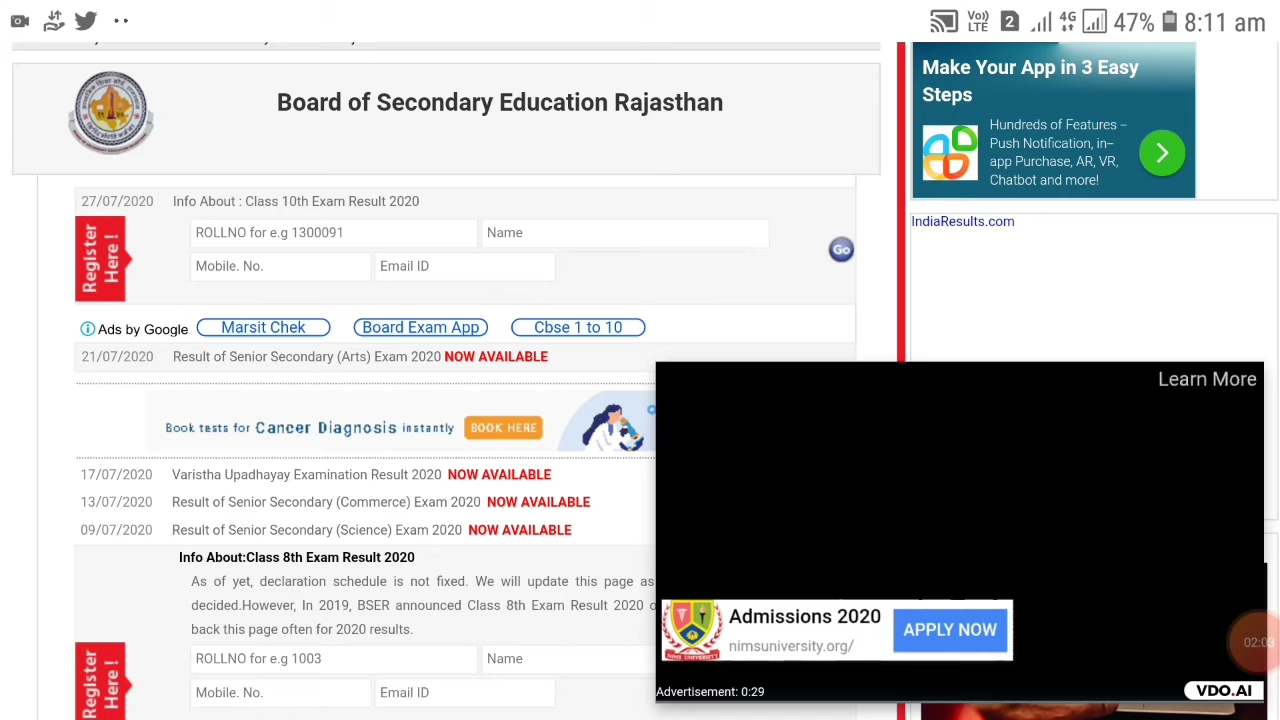 Vo)
LTE
2
4G
47%
8:11 am
Board of Secondary Education Rajasthan
27/07/2020 Info About : Class 10th Exam Result 2020
Register
Here !
ROLLNO for e.g 1300091
Name
Mobile. No.
Email ID
Go
Ads by Google
Marsit Chek
Board Exam App
Cbse 1 to 10
21/07/2020 Result of Senior Secondary (Arts) Exam 2020 NOW AVAILABLE
Book tests for Cancer Diagnosis instantly
BOOK HERE
17/07/2020 Varistha Upadhayay Examination Result 2020 NOW AVAILABLE
13/07/2020 Result of Senior Secondary (Commerce) Exam 2020 NOW AVAILABLE
09/07/2020 Result of Senior Secondary (Science) Exam 2020 NOW AVAILABLE
Info About:Class 8th Exam Result 2020
As of yet, declaration schedule is not fixed. We will update this page as
decided.However, In 2019, BSER announced Class 8th Exam Result 2020
back this page often for 2020 results.
Register
Here !
ROLLNO for e.g 1003
Name
Mobile. No.
Email ID
Make Your App in 3 Easy
Steps
Hundreds of Features –
Push Notification, in–
app Purchase, AR, VR,
Chatbot and more!
IndiaResults.com
Learn More
NIMS UNIVERSITY
Admissions 2020
nimsuniversity.org/
APPLY NOW
02:03
Advertisement: 0:29
VDO.AI